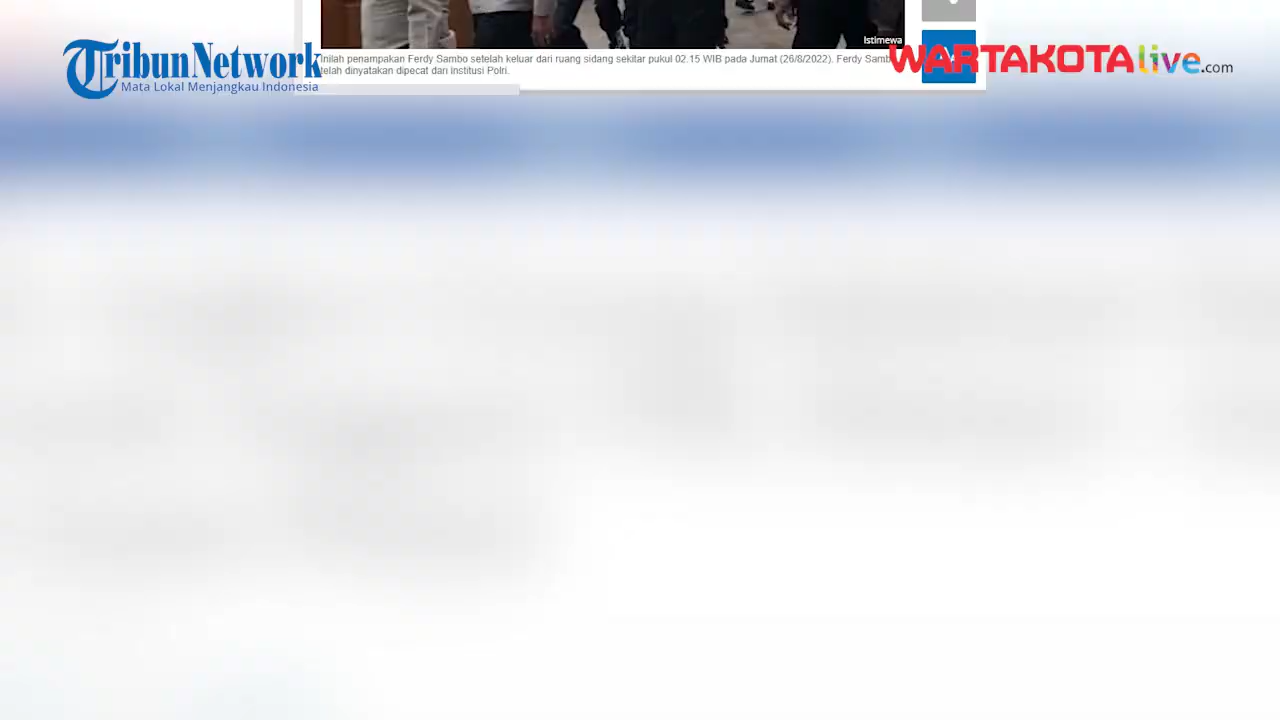 Istimewa
TribunNetwork
Mata Lokal Menjangkau Indonesia
WARTAKOTAlive.com
Inilah penampakan Ferdy Sambo setelah keluar dari ruang sidang sekitar pukul 02.15 WIB pada Jumat (26/8/2022). Ferdy Sambo
telah dinyatakan dipecat dari institusi Polri.